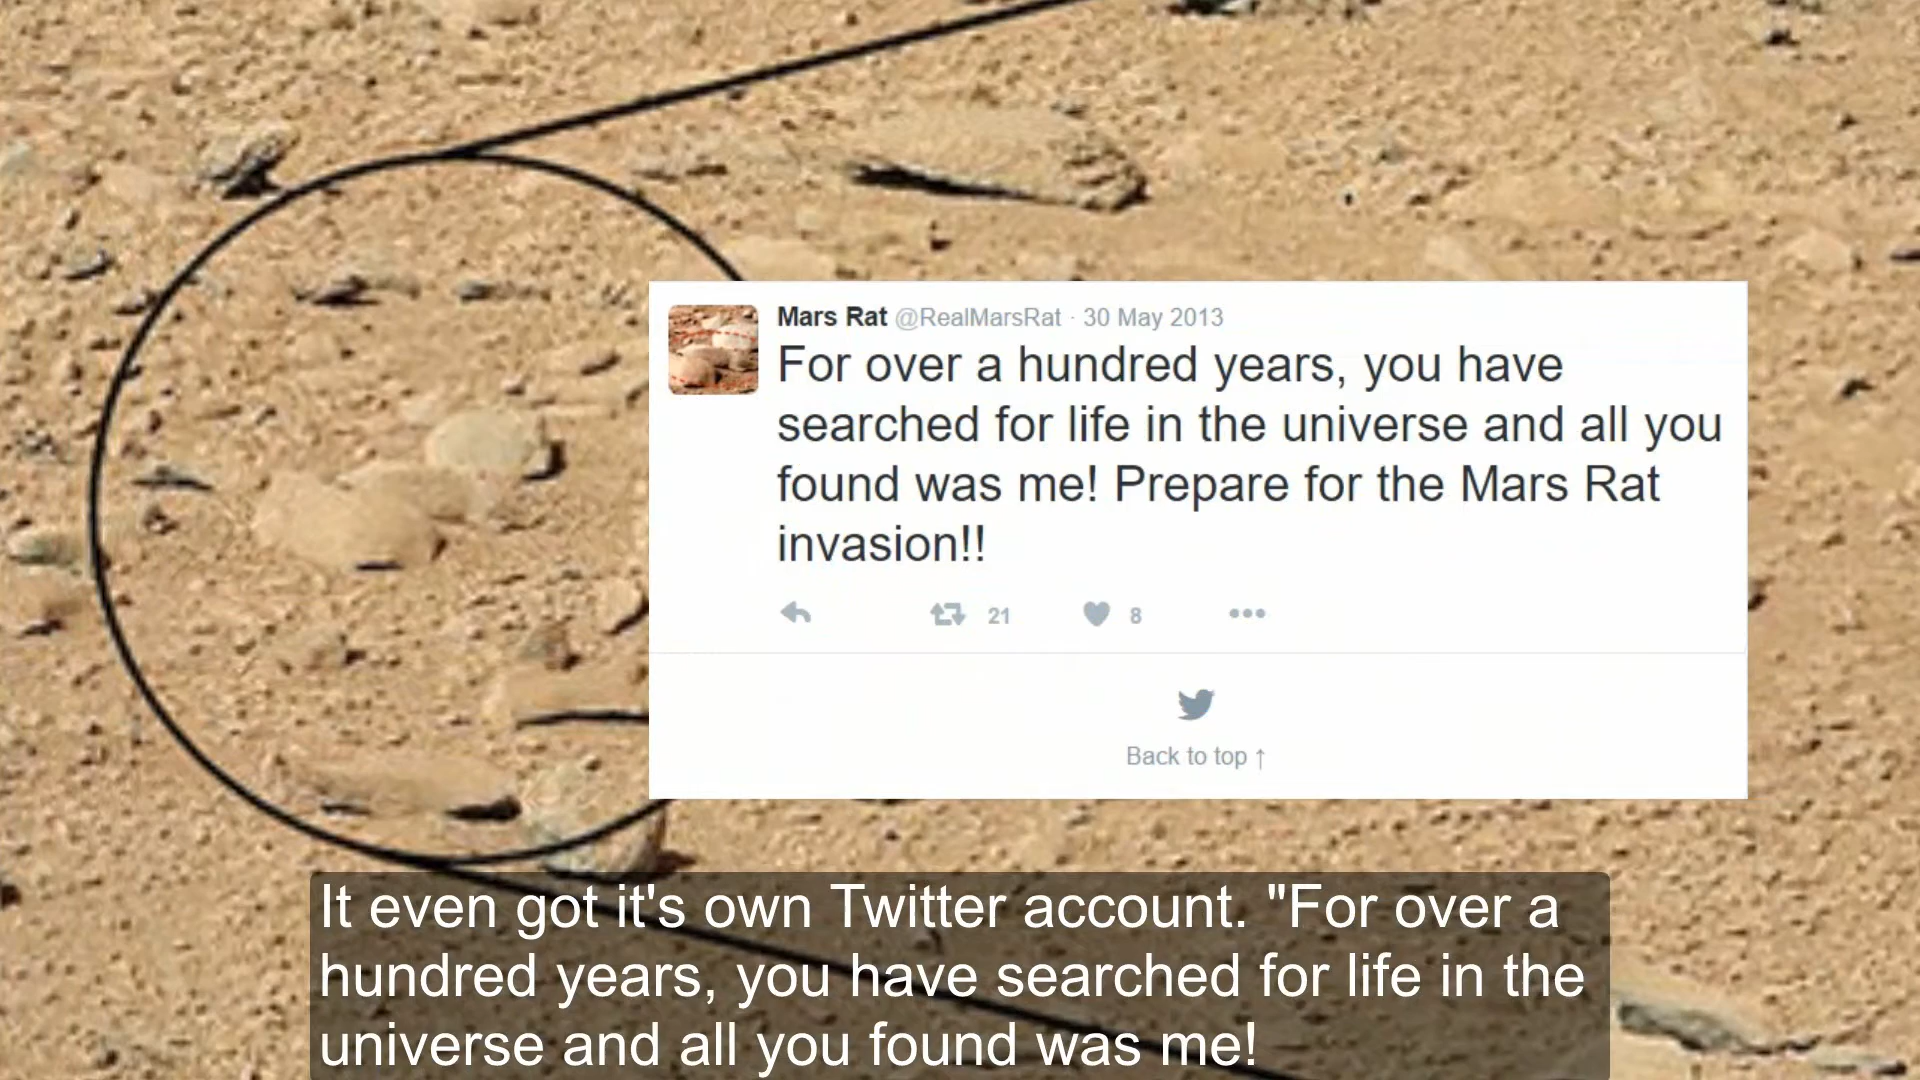 Mars Rat @RealMarsRat · 30 May 2013
For over a hundred years, you have
searched for life in the universe and all you
found was me! Prepare for the Mars Rat
invasion!!
21 8
Back to top ↑
It even got it's own Twitter account. "For over a
hundred years, you have searched for life in the
universe and all you found was me!